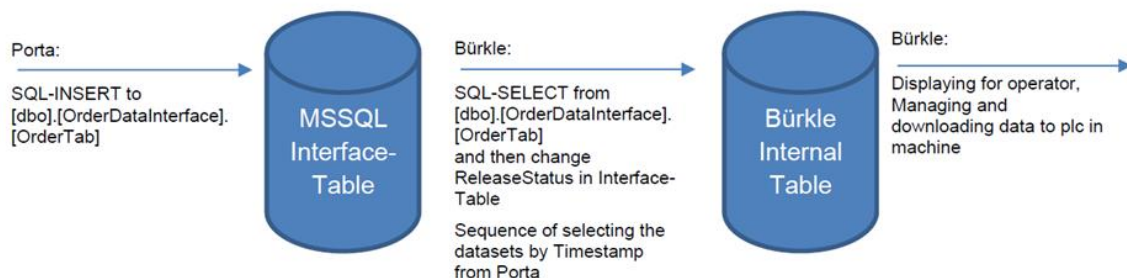 Porta:
SQL-INSERT to
[dbo].[OrderDataInterface].
[OrderTab]
MSSQL
Interface-
Table
Bürkle:
SQL-SELECT from
[dbo].[OrderDataInterface].
[OrderTab]
and then change
ReleaseStatus in Interface-
Table
Sequence of selecting the
datasets by Timestamp
from Porta
Bürkle
Internal
Table
Bürkle:
Displaying for operator,
Managing and
downloading data to plc in
machine